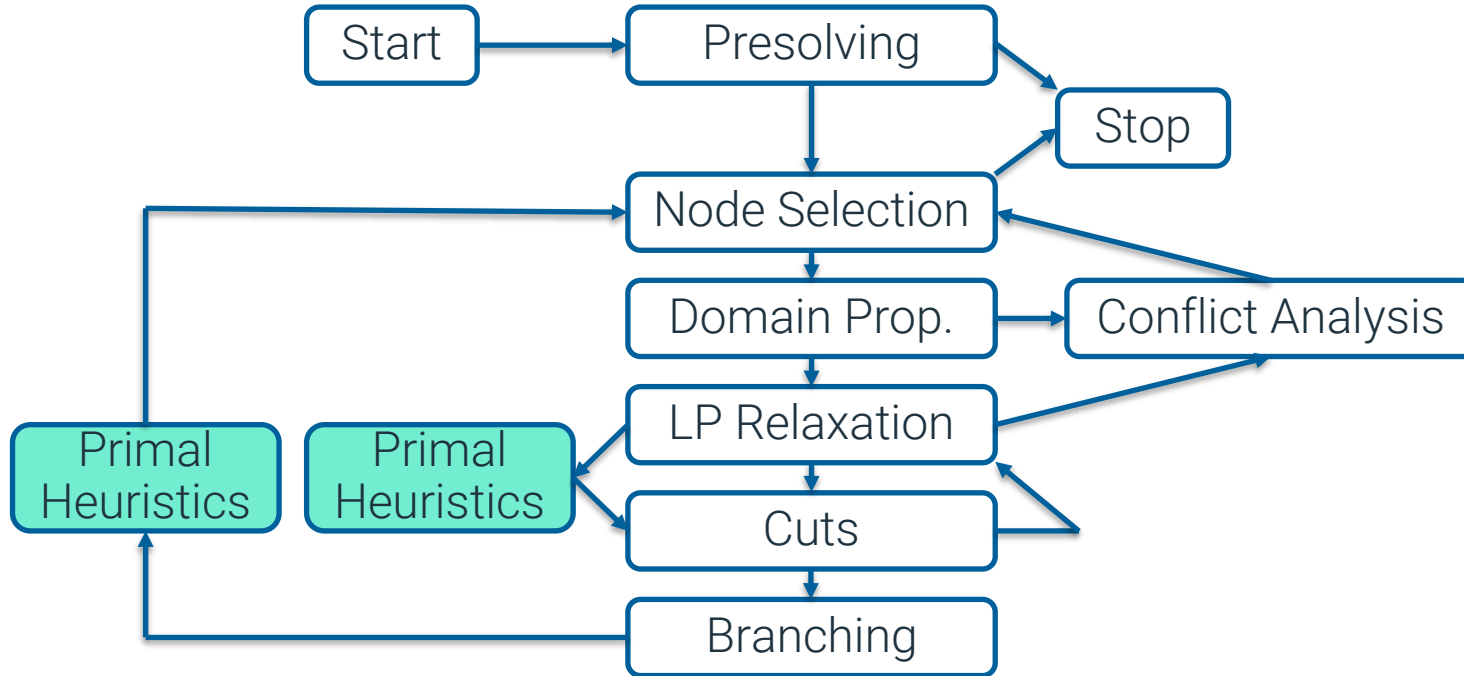 Start
Presolving
Stop
Node Selection
Domain Prop.
Conflict Analysis
LP Relaxation
Primal
Heuristics
Primal
Heuristics
Cuts
Branching